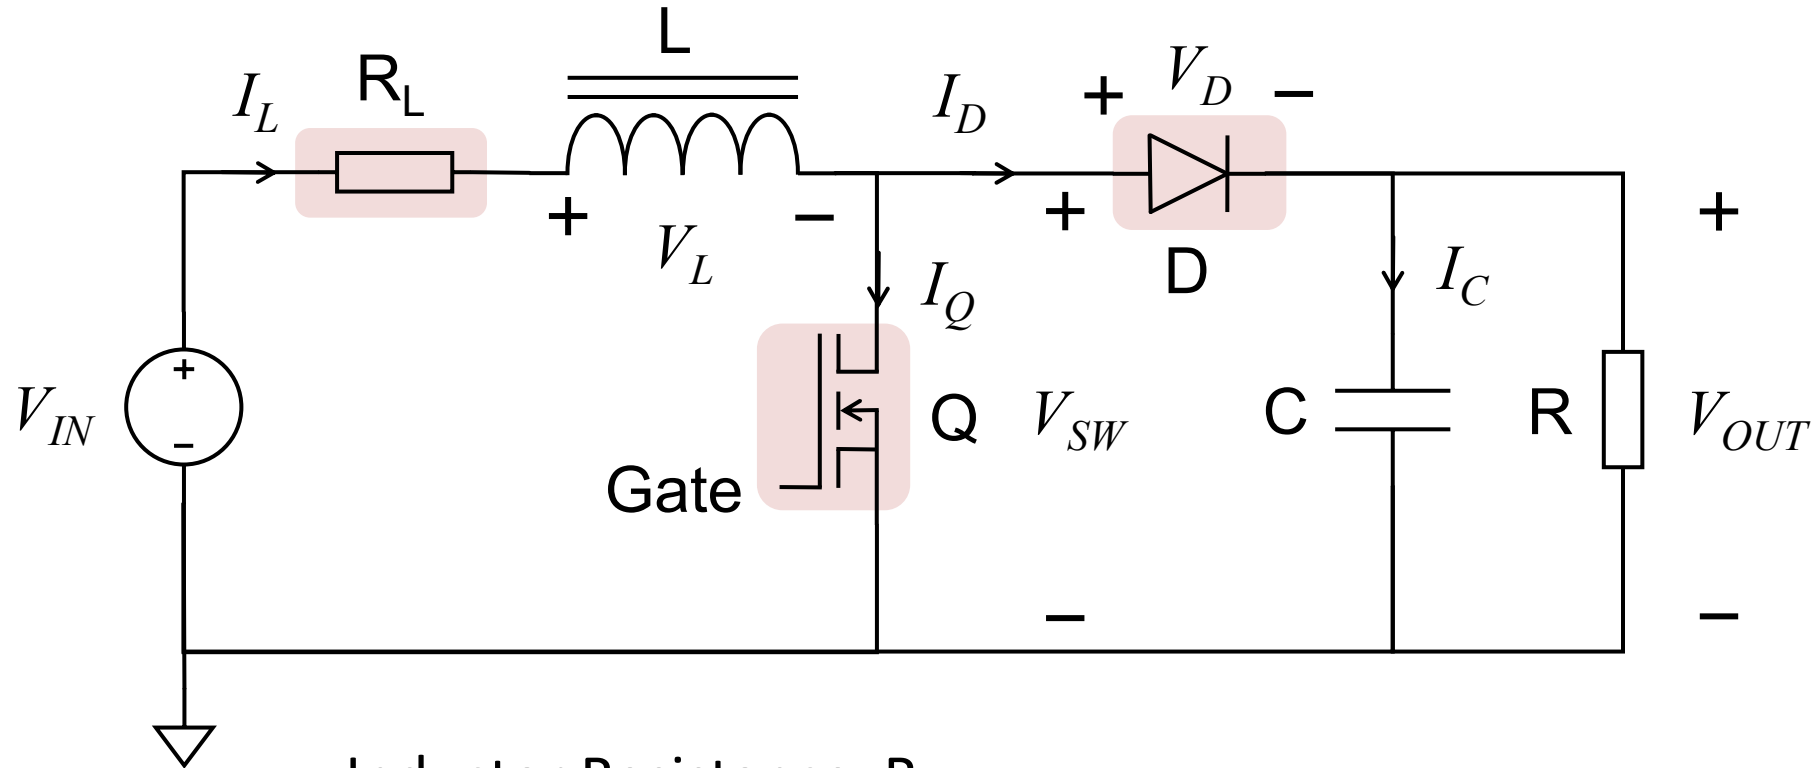 L
I_L
R_L
I_D
+ V_D −
+ V_L −
+
D
+
I_Q
I_C
V_IN
+
−
Gate
Q
V_SW
C
R
V_OUT
−
−